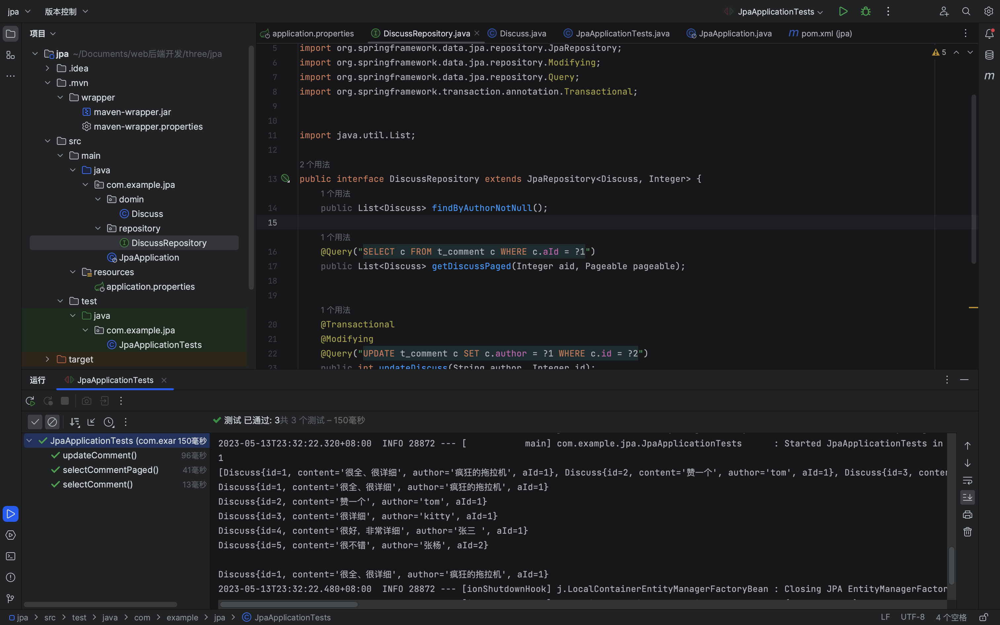 jpa
版本控制
JpaApplicationTests
项目
application.properties
DiscussRepository.java
Discuss.java
JpaApplicationTests.java
JpaApplication.java
m pom.xml (jpa)
jpa ~/Documents/web后端开发/three/jpa
.idea
.mvn
wrapper
maven-wrapper.jar
maven-wrapper.properties
src
main
java
com.example.jpa
domin
Discuss
repository
DiscussRepository
JpaApplication
resources
application.properties
test
java
com.example.jpa
JpaApplicationTests
target
5 import org.springframework.data.jpa.repository.JpaRepository;
6 import org.springframework.data.jpa.repository.Modifying;
7 import org.springframework.data.jpa.repository.Query;
8 import org.springframework.transaction.annotation.Transactional;
9
10
11 import java.util.List;
12
2 个用法
13 public interface DiscussRepository extends JpaRepository<Discuss, Integer> {
1 个用法
14 public List<Discuss> findByAuthorNotNull();
15
1 个用法
16 @Query("SELECT c FROM t_comment c WHERE c.aId = ?1")
17 public List<Discuss> getDiscussPaged(Integer aid, Pageable pageable);
18
19
1 个用法
20 @Transactional
21 @Modifying
22 @Query("UPDATE t_comment c SET c.author = ?1 WHERE c.id = ?2")
23 public int updateDiscuss(String author, Integer id);
5
m
运行
JpaApplicationTests
测试 已通过: 3共 3 个测试 – 150毫秒
JpaApplicationTests (com.exar 150毫秒
updateComment() 96毫秒
selectCommentPaged() 41毫秒
selectComment() 13毫秒
2023-05-13T23:32:22.320+08:00 INFO 28872 --- [ main] com.example.jpa.JpaApplicationTests : Started JpaApplicationTests in
1
[Discuss{id=1, content='很全、很详细', author='疯狂的拖拉机', aId=1}, Discuss{id=2, content='赞一个', author='tom', aId=1}, Discuss{id=3, conter
Discuss{id=1, content='很全、很详细', author='疯狂的拖拉机', aId=1}
Discuss{id=2, content='赞一个', author='tom', aId=1}
Discuss{id=3, content='很详细', author='kitty', aId=1}
Discuss{id=4, content='很好，非常详细', author='张三 ', aId=1}
Discuss{id=5, content='很不错', author='张杨', aId=2}
Discuss{id=1, content='很全、很详细', author='疯狂的拖拉机', aId=1}
2023-05-13T23:32:22.480+08:00 INFO 28872 --- [ionShutdownHook] j.LocalContainerEntityManagerFactoryBean : Closing JPA EntityManagerFactor
jpa > src > test > java > com > example > jpa > JpaApplicationTests
LF UTF-8 4 个空格